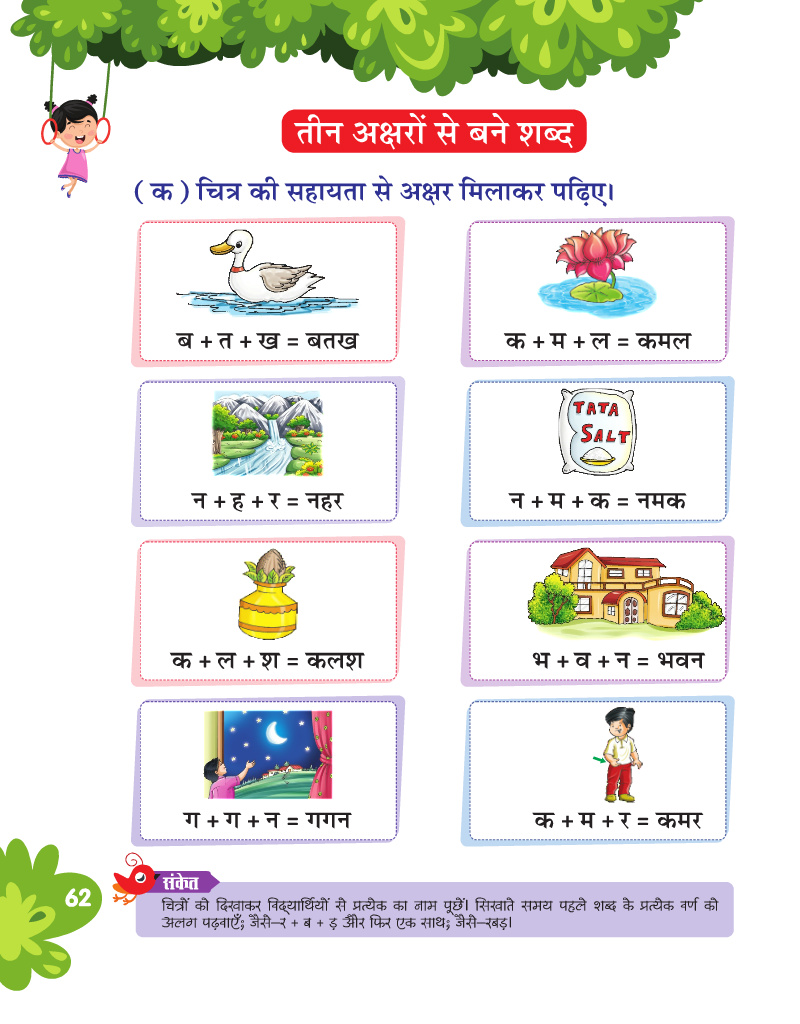 तीन अक्षरों से बने शब्द
( क ) चित्र की सहायता से अक्षर मिलाकर पढ़िए।
ब + त + ख = बतख
क + म + ल = कमल
न + ह + र = नहर
TATA
SALT
न + म + क = नमक
क + ल + श = कलश
भ + व + न = भवन
ग + ग + न = गगन
क + म + र = कमर
62
संकेत
चित्रों को दिखाकर विद्यार्थियों से प्रत्येक का नाम पूछें। सिखाते समय पहले शब्द के प्रत्येक वर्ण को
अलग पढ़वाएँ; जैसे–र + ब + ड़ और फिर एक साथ; जैसे–रबड़।